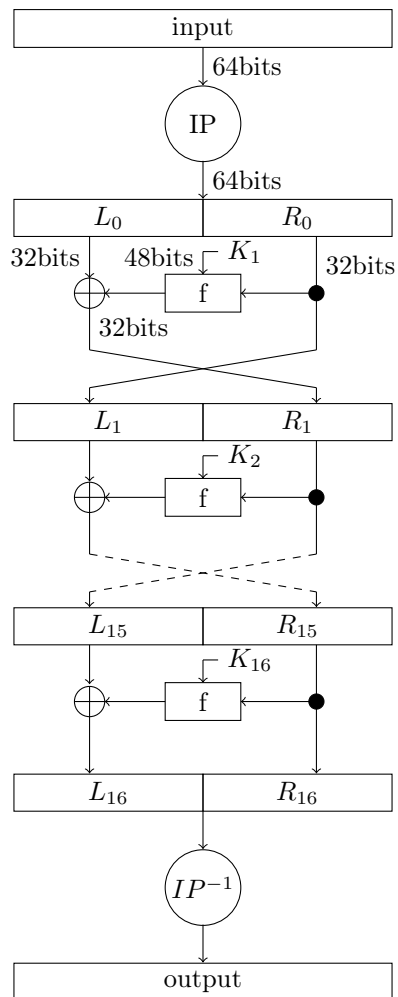 input
64bits
IP
64bits
L₀ R₀
32bits 48bits K₁ 32bits
f
32bits
L₁ R₁
K₂
f
L₁₅ R₁₅
K₁₆
f
L₁₆ R₁₆
IP⁻¹
output